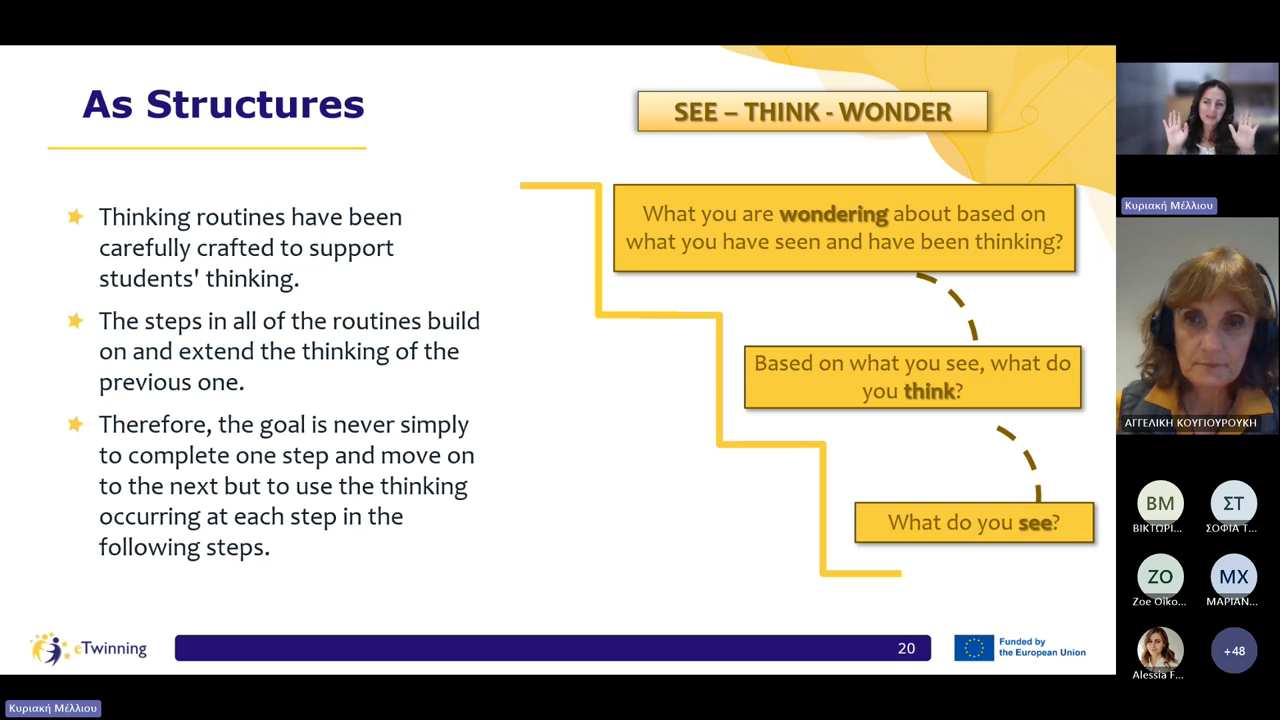 As Structures
SEE – THINK - WONDER
Thinking routines have been
carefully crafted to support
students' thinking.
The steps in all of the routines build
on and extend the thinking of the
previous one.
Therefore, the goal is never simply
to complete one step and move on
to the next but to use the thinking
occurring at each step in the
following steps.
What you are wondering about based on
what you have seen and have been thinking?
Based on what you see, what do
you think?
What do you see?
eTwinning
20
Funded by
the European Union
Κυριακή Μέλλιου
ΑΓΓΕΛΙΚΗ ΚΟΥΓΙΟΥΡΟΥΚΗ
ΒΜ
ΣΤ
ΒΙΚΤΩΡΙ...
ΣΟΦΙΑ Τ...
ZO
ΜΧ
Zoe Oiko...
ΜΑΡΙΑΝ...
+48
Alessia F...
Κυριακή Μέλλιου